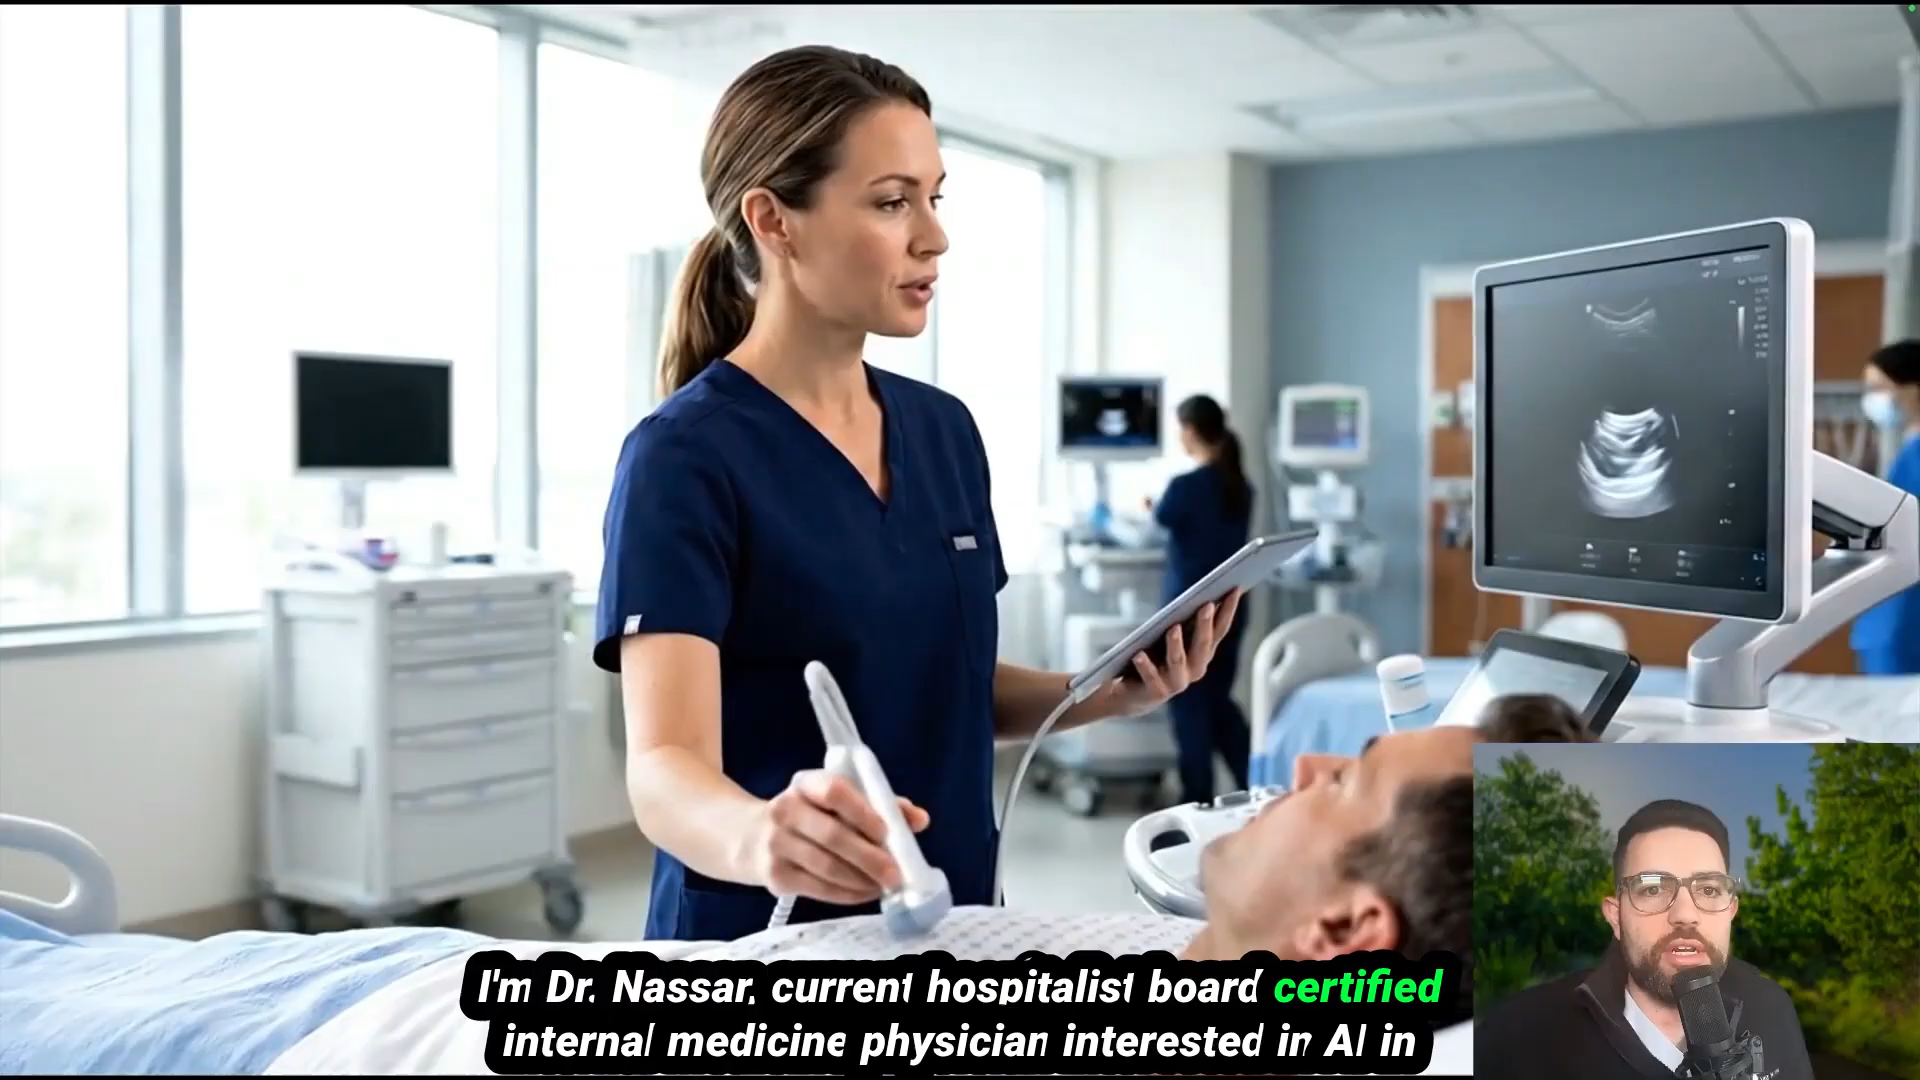 I'm Dr. Nassar, current hospitalist board certified
internal medicine physician interested in AI in